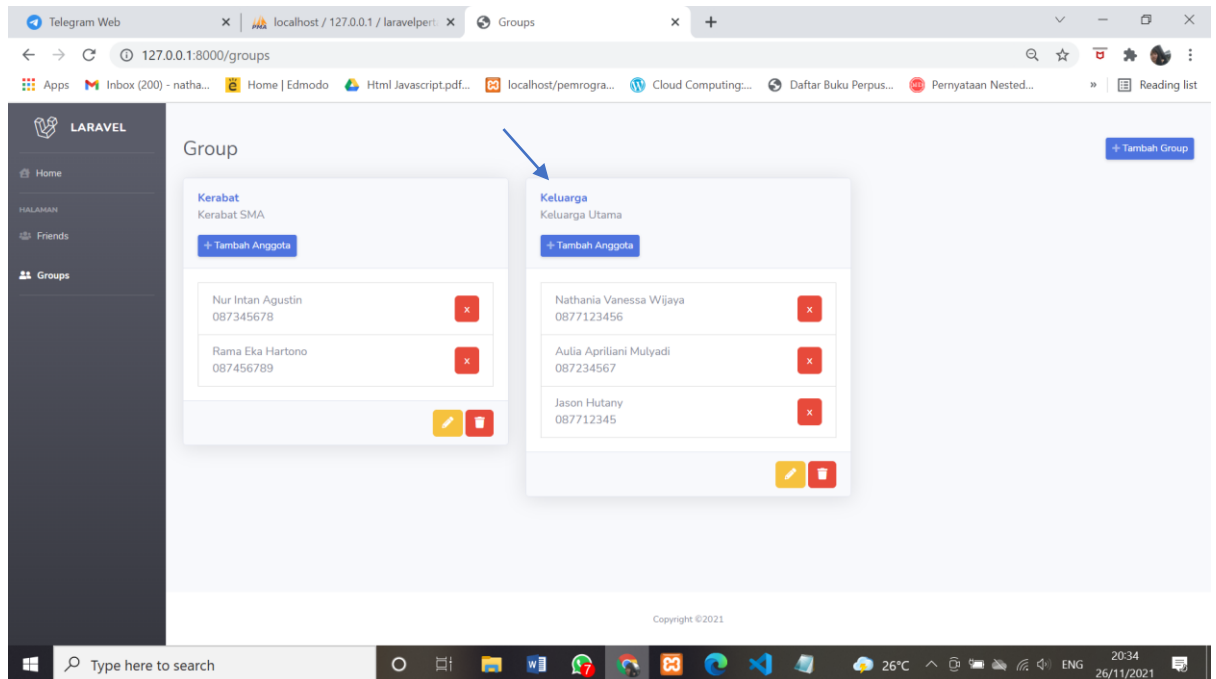 Telegram Web
localhost / 127.0.0.1 / laravelpert
Groups
127.0.0.1:8000/groups
Apps
Inbox (200) - natha...
Home | Edmodo
Html Javascript.pdf...
localhost/pemrogra...
Cloud Computing:...
Daftar Buku Perpus...
Pernyataan Nested...
»
Reading list
LARAVEL
Home
HALAMAN
Friends
Groups
Group
+ Tambah Group
Kerabat
Kerabat SMA
+ Tambah Anggota
Nur Intan Agustin
087345678
x
Rama Eka Hartono
087456789
x
Keluarga
Keluarga Utama
+ Tambah Anggota
Nathania Vanessa Wijaya
0877123456
x
Aulia Apriliani Mulyadi
087234567
x
Jason Hutany
087712345
x
Copyright ©2021
Type here to search
7
26°C
ENG
20:34
26/11/2021